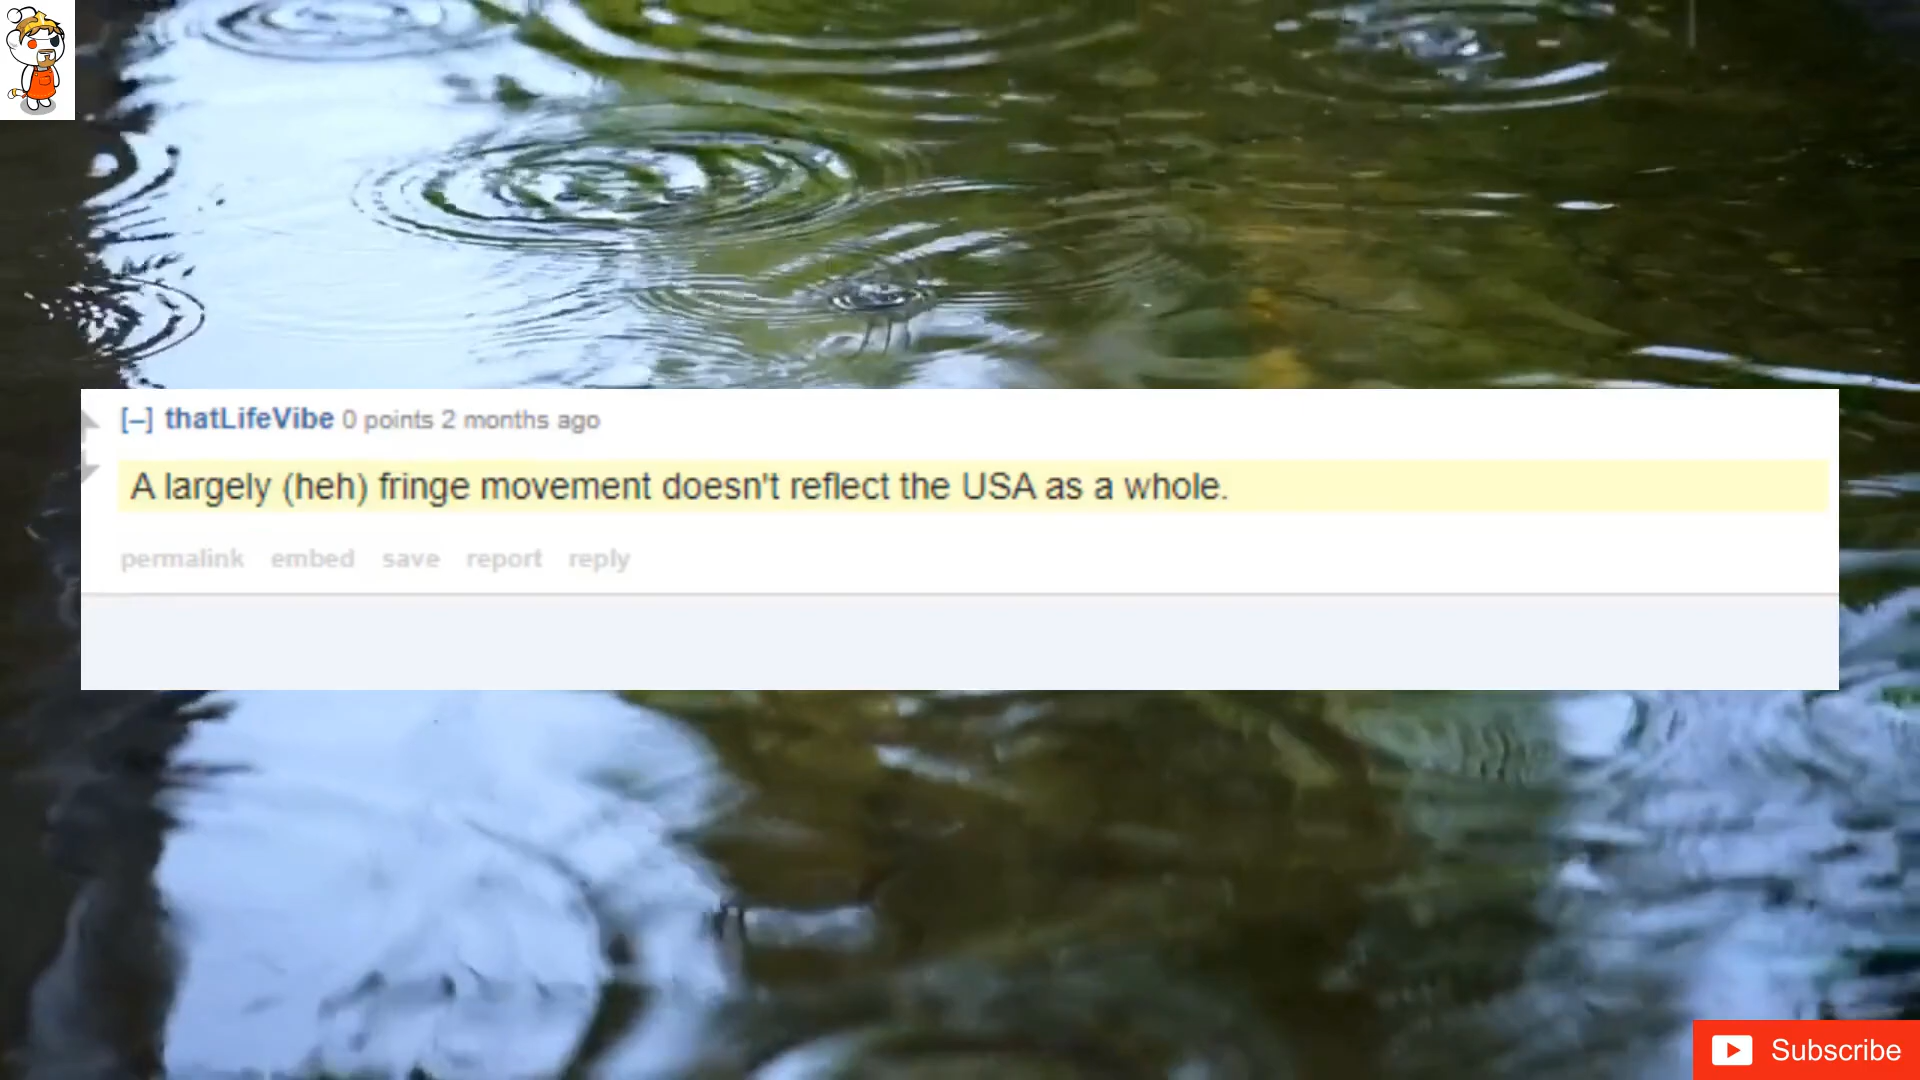 [–] thatLifeVibe 0 points 2 months ago
A largely (heh) fringe movement doesn't reflect the USA as a whole.
permalink embed save report reply
Subscribe